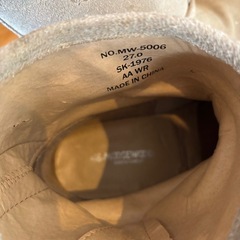 NO.MW-5006
27.0
SK-1976
AA WR
MADE IN CHINA